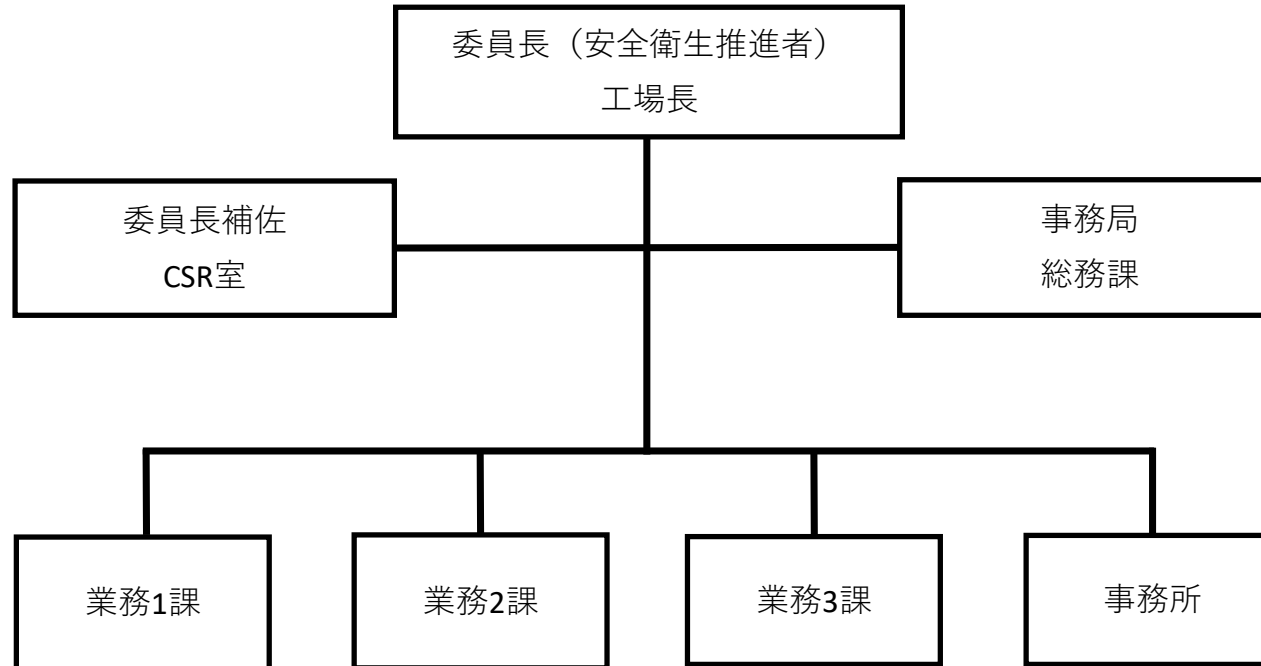 委員長（安全衛生推進者）
工場長
委員長補佐
CSR室
事務局
総務課
業務1課
業務2課
業務3課
事務所